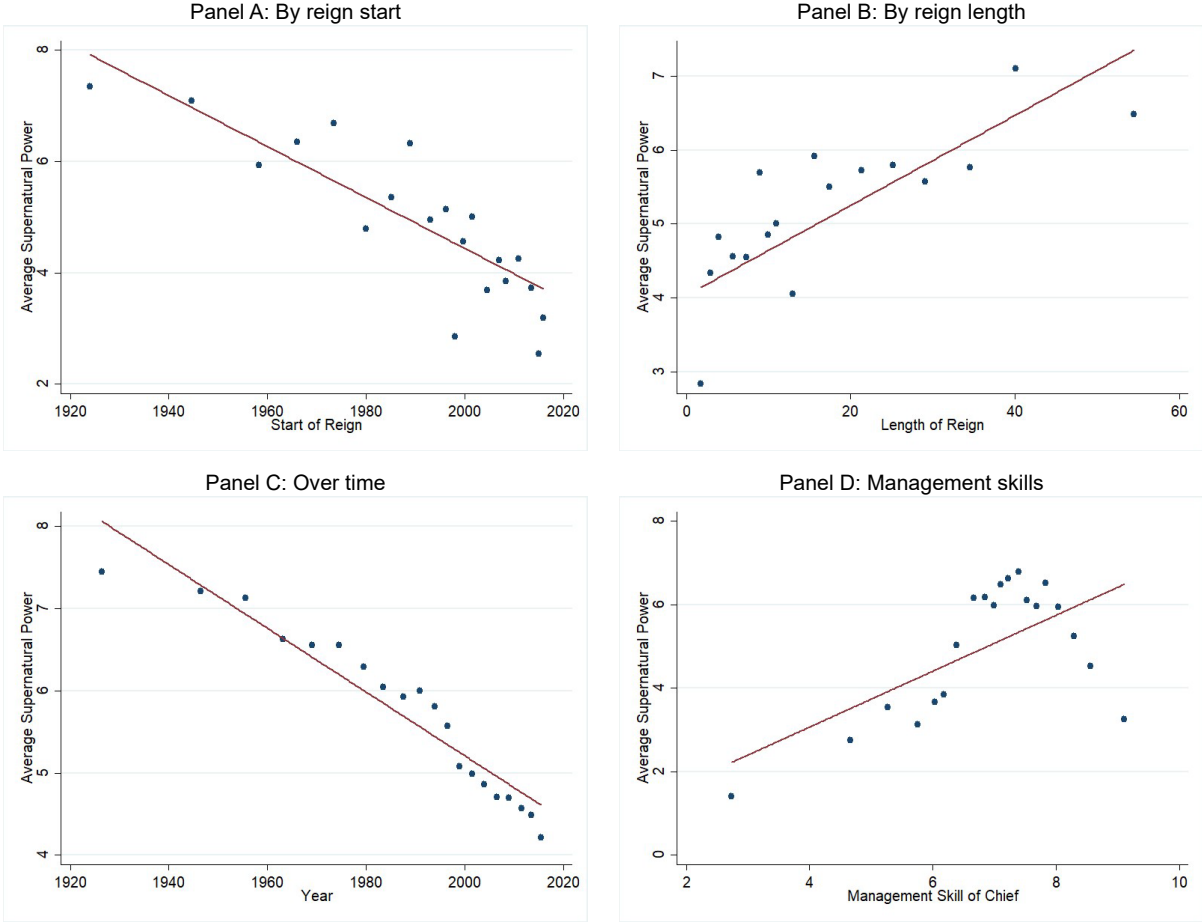 Panel A: By reign start
Average Supernatural Power
8
6
4
2
1920 1940 1960 1980 2000 2020
Start of Reign
Panel B: By reign length
Average Supernatural Power
7
6
5
4
3
0 20 40 60
Length of Reign
Panel C: Over time
Average Supernatural Power
8
7
6
5
4
1920 1940 1960 1980 2000 2020
Year
Panel D: Management skills
Average Supernatural Power
8
6
4
2
0
2 4 6 8 10
Management Skill of Chief